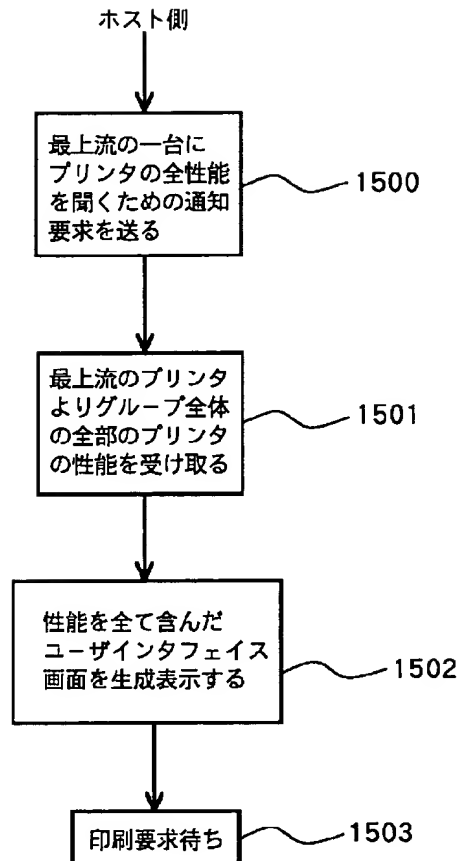 ホスト側
最上流の一台に
プリンタの全性能
を聞くための通知
要求を送る
1500
最上流のプリンタ
よりグループ全体
の全部のプリンタ
の性能を受け取る
1501
性能を全て含んだ
ユーザインタフェイス
画面を生成表示する
1502
印刷要求待ち
1503